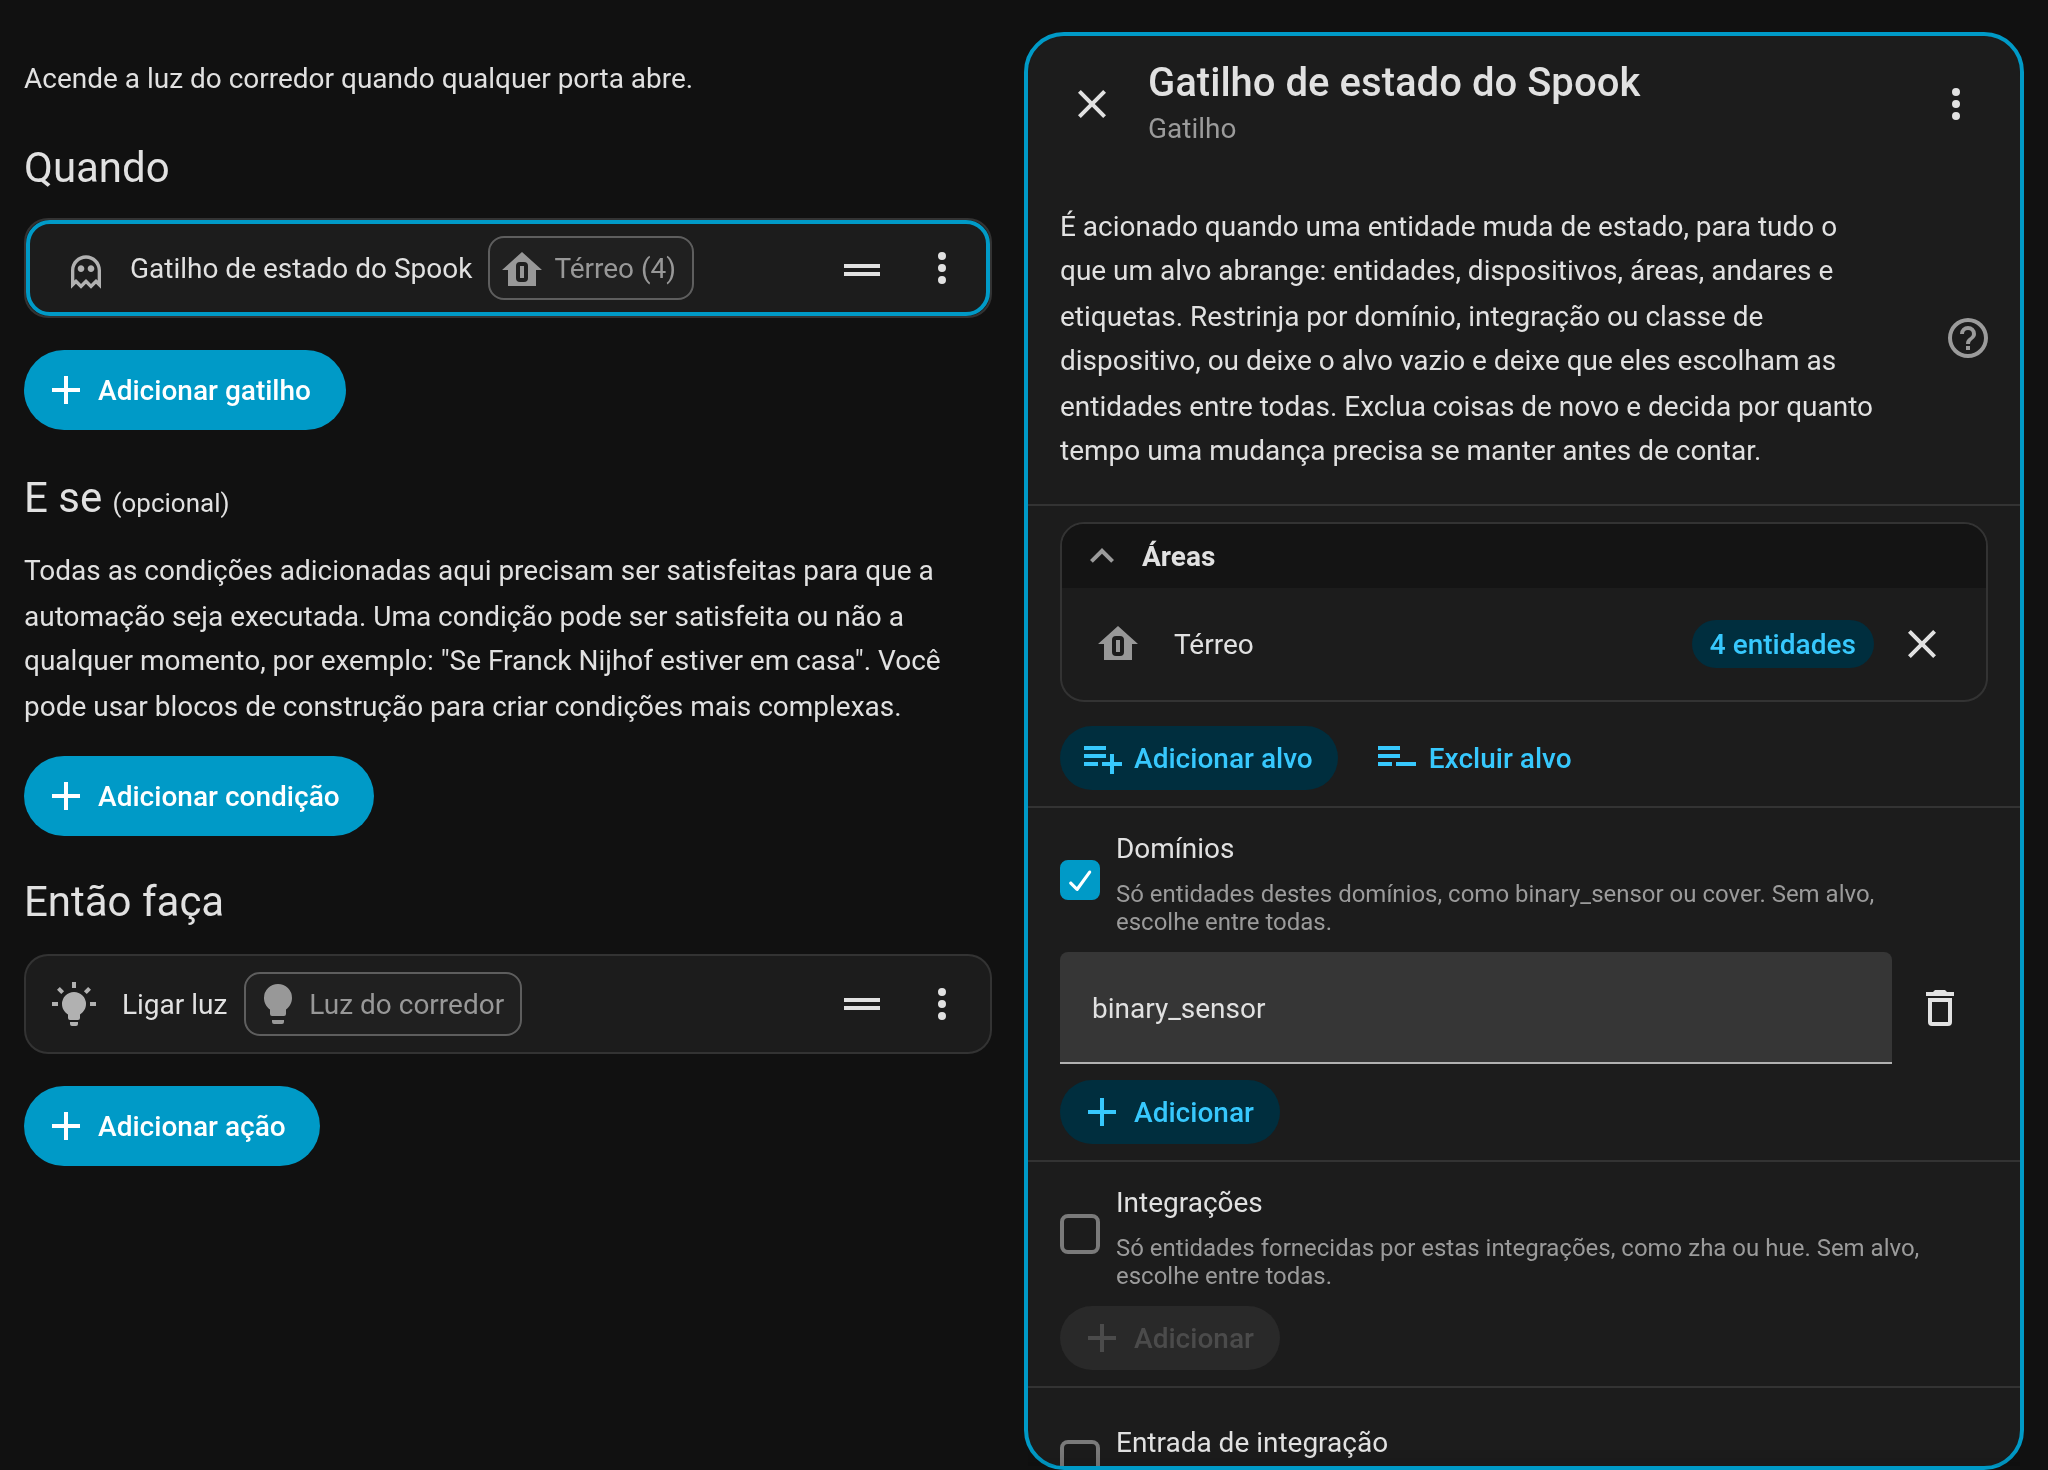 Acende a luz do corredor quando qualquer porta abre.
Quando
Gatilho de estado do Spook
Térreo (4)
Adicionar gatilho
E se (opcional)
Todas as condições adicionadas aqui precisam ser satisfeitas para que a
automação seja executada. Uma condição pode ser satisfeita ou não a
qualquer momento, por exemplo: "Se Franck Nijhof estiver em casa". Você
pode usar blocos de construção para criar condições mais complexas.
Adicionar condição
Então faça
Ligar luz
Luz do corredor
Adicionar ação
Gatilho de estado do Spook
Gatilho
É acionado quando uma entidade muda de estado, para tudo o
que um alvo abrange: entidades, dispositivos, áreas, andares e
etiquetas. Restrinja por domínio, integração ou classe de
dispositivo, ou deixe o alvo vazio e deixe que eles escolham as
entidades entre todas. Exclua coisas de novo e decida por quanto
tempo uma mudança precisa se manter antes de contar.
Áreas
Térreo
4 entidades
Adicionar alvo
Excluir alvo
Domínios
Só entidades destes domínios, como binary_sensor ou cover. Sem alvo,
escolhe entre todas.
binary_sensor
Adicionar
Integrações
Só entidades fornecidas por estas integrações, como zha ou hue. Sem alvo,
escolhe entre todas.
Adicionar
Entrada de integração